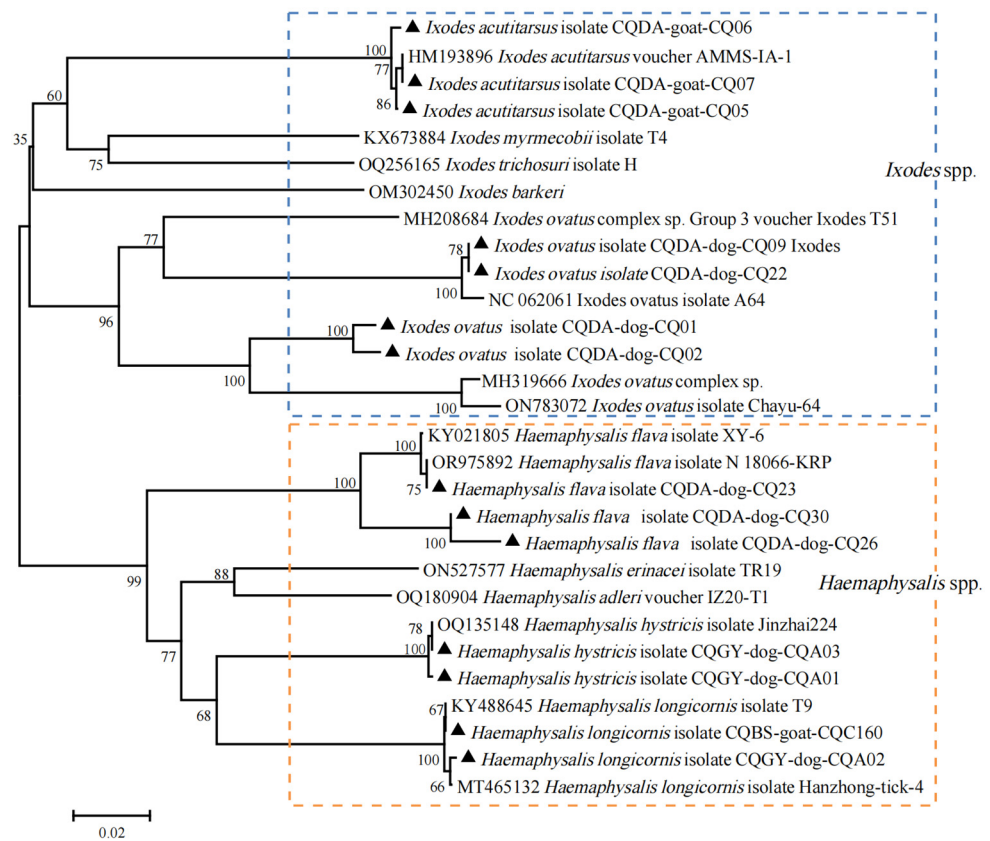 Ixodes acutitarsus isolate CQDA-goat-CQ06
100
HM193896 Ixodes acutitarsus voucher AMMS-IA-1
77
Ixodes acutitarsus isolate CQDA-goat-CQ07
60
86
Ixodes acutitarsus isolate CQDA-goat-CQ05
35
KX673884 Ixodes myrmecobii isolate T4
75
OQ256165 Ixodes trichosuri isolate H
Ixodes spp.
OM302450 Ixodes barkeri
MH208684 Ixodes ovatus complex sp. Group 3 voucher Ixodes T51
77
78
Ixodes ovatus isolate CQDA-dog-CQ09 Ixodes
Ixodes ovatus isolate CQDA-dog-CQ22
100
NC 062061 Ixodes ovatus isolate A64
96
100
Ixodes ovatus isolate CQDA-dog-CQ01
Ixodes ovatus isolate CQDA-dog-CQ02
100
MH319666 Ixodes ovatus complex sp.
100
ON783072 Ixodes ovatus isolate Chayu-64
KY021805 Haemaphysalis flava isolate XY-6
100
OR975892 Haemaphysalis flava isolate N 18066-KRP
100
75
Haemaphysalis flava isolate CQDA-dog-CQ23
Haemaphysalis flava isolate CQDA-dog-CQ30
100
Haemaphysalis flava isolate CQDA-dog-CQ26
99
88
ON527577 Haemaphysalis erinacei isolate TR19
Haemaphysalis spp.
OQ180904 Haemaphysalis adleri voucher IZ20-T1
78
OQ135148 Haemaphysalis hystricis isolate Jinzhai224
77
100
Haemaphysalis hystricis isolate CQGY-dog-CQA03
Haemaphysalis hystricis isolate CQGY-dog-CQA01
68
67
KY488645 Haemaphysalis longicornis isolate T9
Haemaphysalis longicornis isolate CQBS-goat-CQC160
100
Haemaphysalis longicornis isolate CQGY-dog-CQA02
66
MT465132 Haemaphysalis longicornis isolate Hanzhong-tick-4
0.02